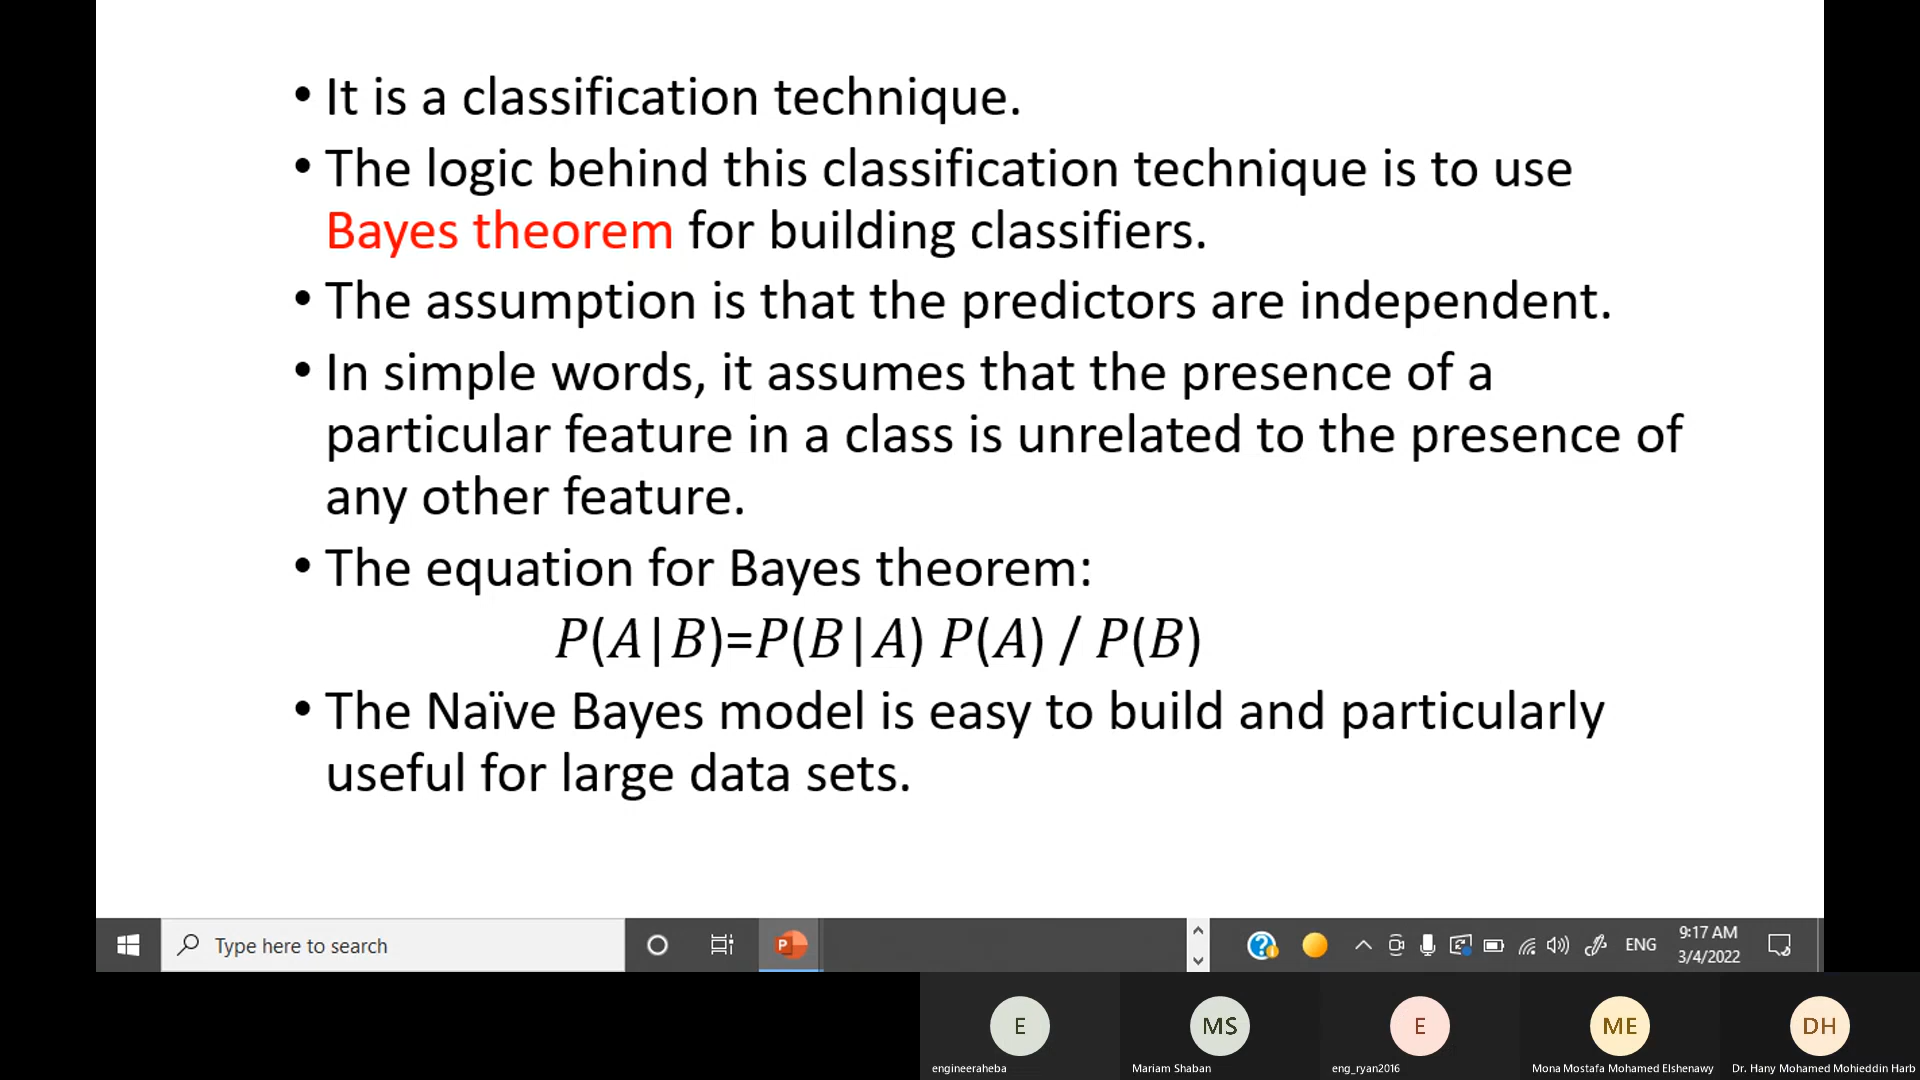 • It is a classification technique.
• The logic behind this classification technique is to use
Bayes theorem for building classifiers.
• The assumption is that the predictors are independent.
• In simple words, it assumes that the presence of a
particular feature in a class is unrelated to the presence of
any other feature.
• The equation for Bayes theorem:
P(A|B)=P(B|A) P(A) / P(B)
• The Naïve Bayes model is easy to build and particularly
useful for large data sets.
Type here to search
P
ENG
9:17 AM
3/4/2022
E
MS
E
ME
DH
engineeraheba
Mariam Shaban
eng_ryan2016
Mona Mostafa Mohamed Elshenawy
Dr. Hany Mohamed Mohieddin Harb